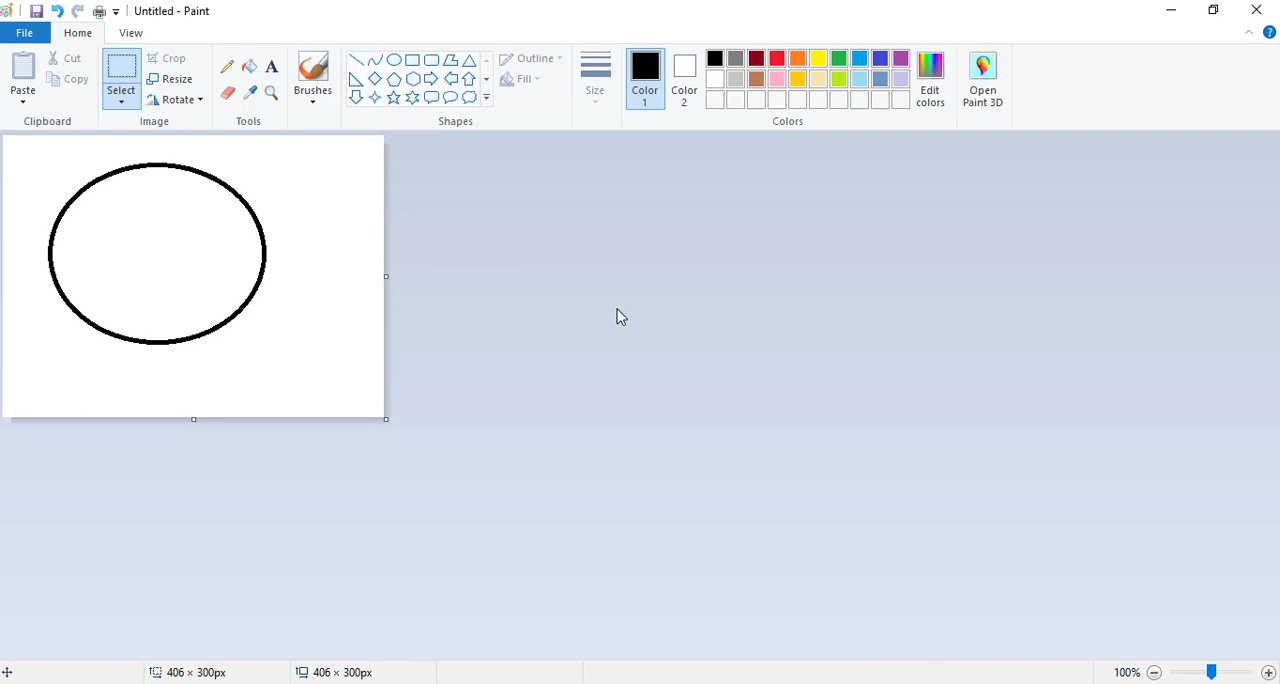 Untitled - Paint
File Home View
Paste
Cut
Copy
Clipboard
Select
Crop
Resize
Rotate
Image
A
Tools
Brushes
Shapes
Outline
Fill
Size
Color 1
Color 2
Edit colors
Colors
Open Paint 3D
406 × 300px
406 × 300px
100%